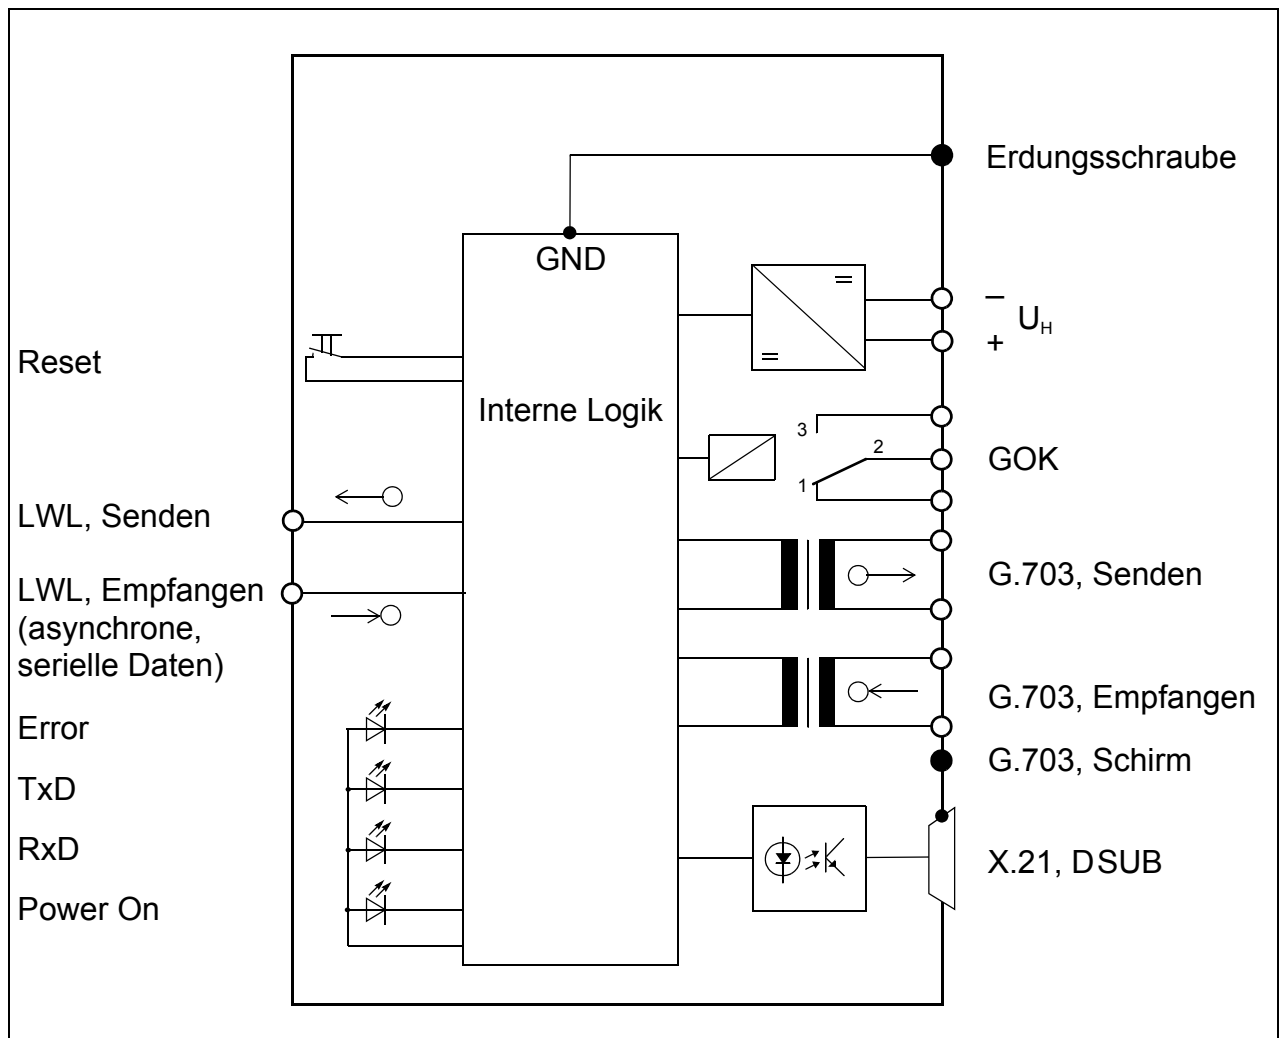 Erdungsschraube
GND
–
U_H
+
Reset
Interne Logik
3
2
1
GOK
LWL, Senden
LWL, Empfangen
(asynchrone,
serielle Daten)
G.703, Senden
G.703, Empfangen
Error
G.703, Schirm
TxD
RxD
X.21, DSUB
Power On